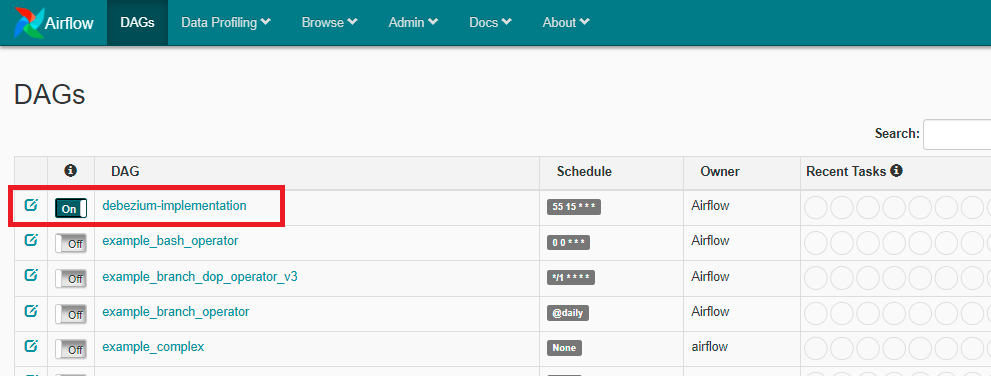 Airflow DAGs Data Profiling Browse Admin Docs About
DAGs
Search:
DAG Schedule Owner Recent Tasks
On debezium-implementation 55 15 * * * Airflow
Off example_bash_operator 0 0 * * * Airflow
Off example_branch_dop_operator_v3 */1 * * * * Airflow
Off example_branch_operator @daily Airflow
Off example_complex None airflow